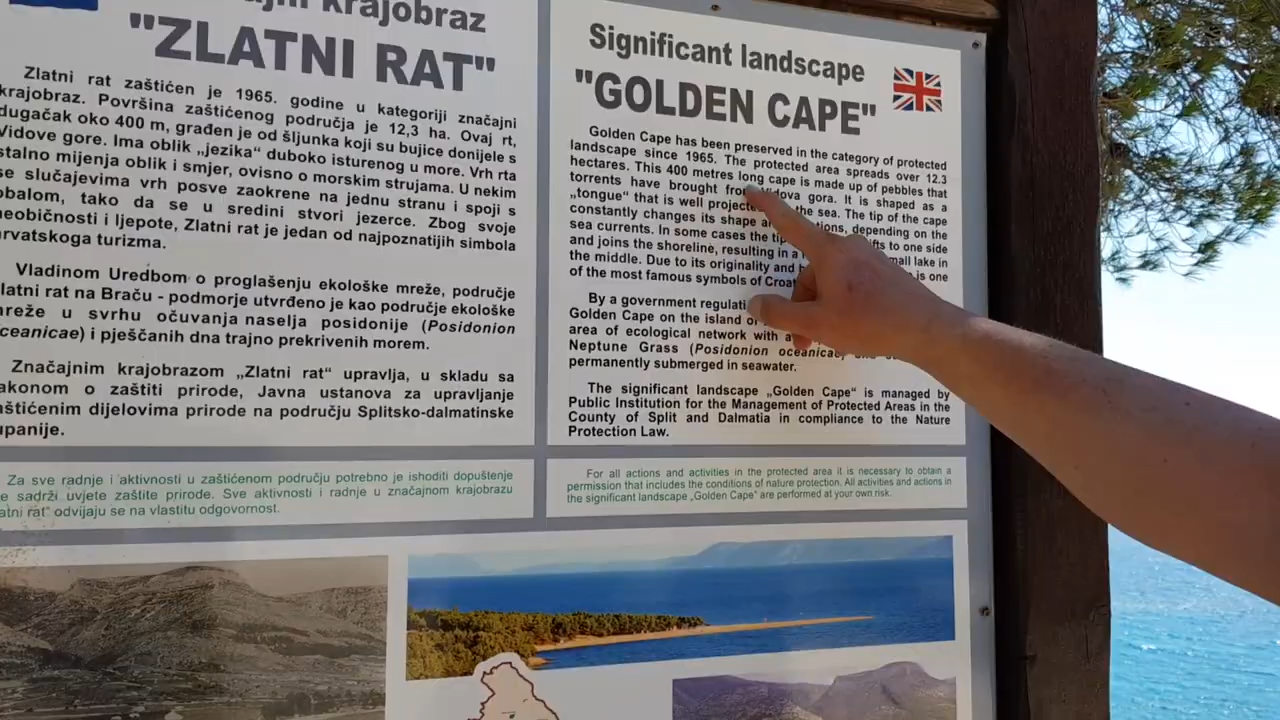 krajobraz
"ZLATNI RAT"
Zlatni rat zaštićen je 1965. godine u kategoriji značajni
krajobraz. Površina zaštićenog područja je 12,3 ha. Ovaj rt,
dugačak oko 400 m, građen je od šljunka koji su bujice donijele s
Vidove gore. Ima oblik „jezika“ duboko isturenog u more. Vrh rta
stalno mijenja oblik i smjer, ovisno o morskim strujama. U nekim
se slučajevima vrh posve zaokrene na jednu stranu i spoji s
obalom, tako da se u sredini stvori jezerce. Zbog svoje
neobičnosti i ljepote, Zlatni rat je jedan od najpoznatijih simbola
hrvatskoga turizma.
Vladinom Uredbom o proglašenju ekološke mreže, područje
Zlatni rat na Braču - podmorje utvrđeno je kao područje ekološke
mreže u svrhu očuvanja naselja posidonije (Posidonion
oceanicae) i pješčanih dna trajno prekrivenih morem.
Značajnim krajobrazom „Zlatni rat“ upravlja, u skladu sa
zakonom o zaštiti prirode, Javna ustanova za upravljanje
zaštićenim dijelovima prirode na području Splitsko-dalmatinske
županije.
Za sve radnje i aktivnosti u zaštićenom području potrebno je ishoditi dopuštenje
sadrži uvjete zaštite prirode. Sve aktivnosti i radnje u značajnom krajobrazu
rat“ odvijaju se na vlastitu odgovornost.
Significant landscape
"GOLDEN CAPE"
Golden Cape has been preserved in the category of protected
landscape since 1965. The protected area spreads over 12.3
hectares. This 400 metres long cape is made up of pebbles that
torrents have brought from Vidova gora. It is shaped as a
„tongue“ that is well the sea. The tip of the cape
constantly changes its shape depending on the
sea currents. In some cases the to one side
and joins the shoreline, resulting in a small lake in
the middle. Due to its originality and is one
of the most famous symbols of
By a government
Golden Cape on the island of
area of ecological network with
Neptune Grass (Posidonion oceanicae)
permanently submerged in seawater.
The significant landscape „Golden Cape“ is managed by
Public Institution for the Management of Protected Areas in the
County of Split and Dalmatia in compliance to the Nature
Protection Law.
For all actions and activities in the protected area it is necessary to obtain a
permission that includes the conditions of nature protection. All activities and actions in
the significant landscape „Golden Cape“ are performed at your own risk.